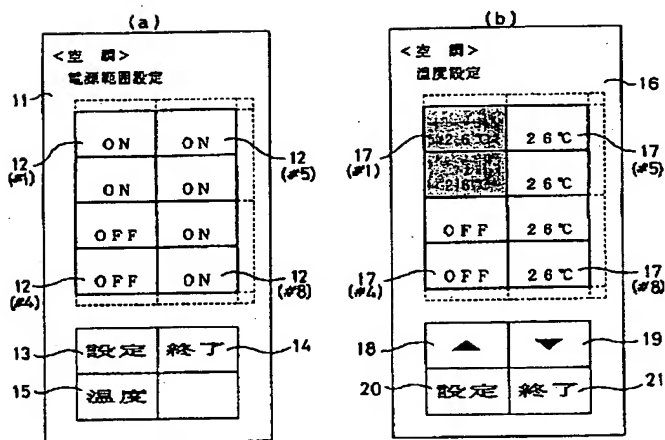 (a)
<空 調>
電源範囲設定
11
ON ON
12 (#1)
12 (#5)
ON ON
OFF ON
OFF ON
12 (#4)
12 (#8)
13 設定 終了 14
15 温度
(b)
<空 調>
温度設定
16
26℃ 26℃
17 (#1)
17 (#5)
26℃ 26℃
OFF 26℃
OFF 26℃
17 (#4)
17 (#8)
18 ▲ ▼ 19
20 設定 終了 21